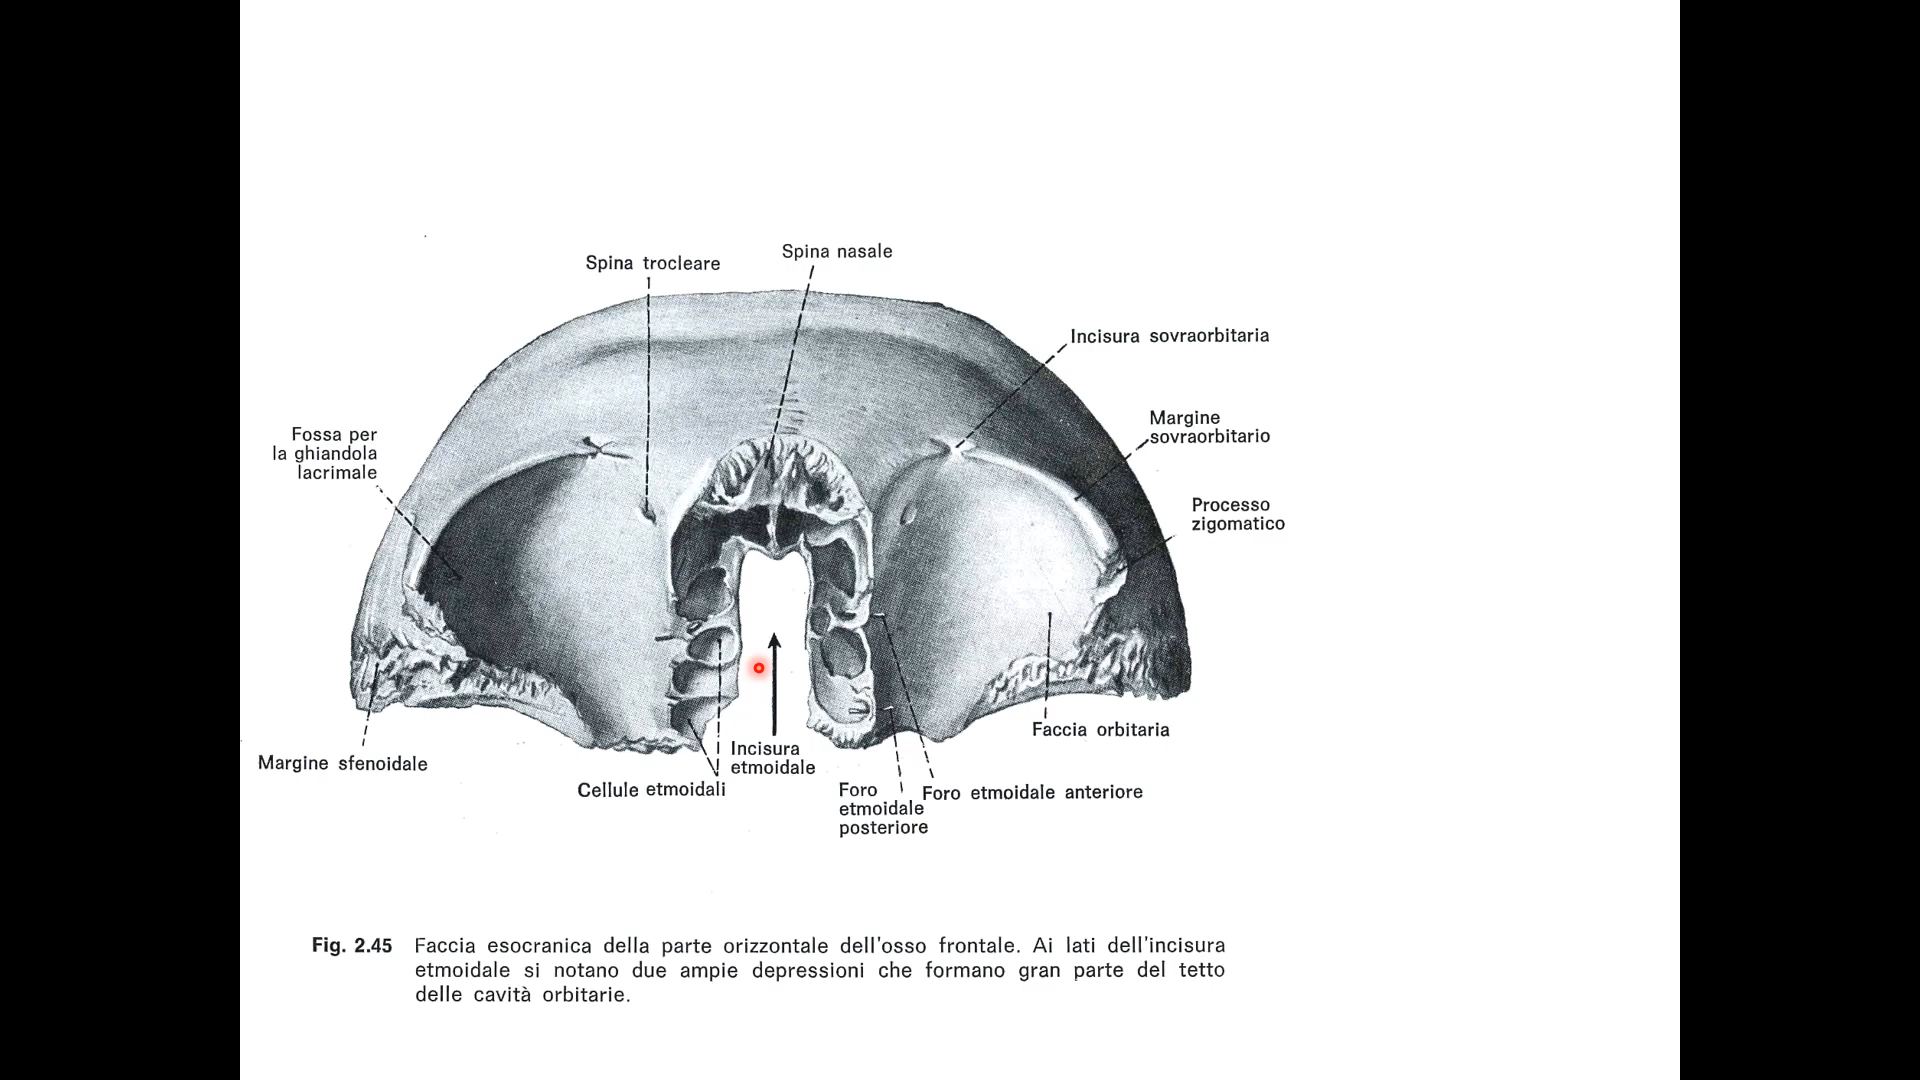 Spina nasale
Spina trocleare
Incisura sovraorbitaria
Margine
sovraorbitario
Fossa per
la ghiandola
lacrimale
Processo
zigomatico
Faccia orbitaria
Incisura
etmoidale
Margine sfenoidale
Cellule etmoidali
Foro
etmoidale
posteriore
Foro etmoidale anteriore
Fig. 2.45 Faccia esocranica della parte orizzontale dell'osso frontale. Ai lati dell'incisura
etmoidale si notano due ampie depressioni che formano gran parte del tetto
delle cavità orbitarie.